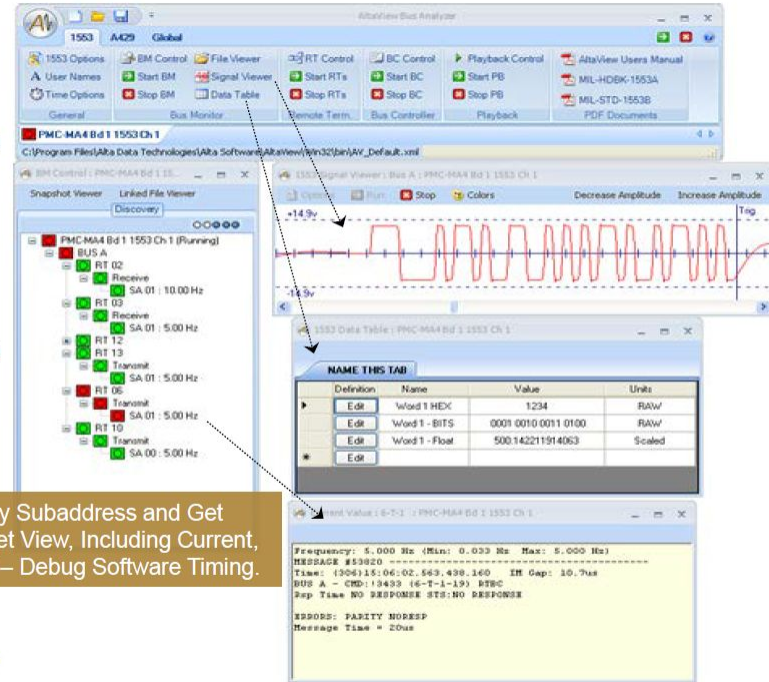 AltaView Bus Analyzer
1553 A429 Global
1553 Options
User Names
Time Options
General
BM Control File Viewer
Start BM Signal Viewer
Stop BM Data Table
Bus Monitor
RT Control
Start RTs
Stop RTs
Remote Term.
BC Control
Start BC
Stop BC
Bus Controller
Playback Control
Start PB
Stop PB
Playback
AltaView Users Manual
MIL-HDBK-1553A
MIL-STD-1553B
PDF Documents
PMC-MA4 Bd 1 1553 Ch 1
C:\Program Files\Alta Data Technologies\Alta Software\AltaView\Win32\bin\AV_Default.xml
BM Control : PMC-MA4 Bd 1 15...
Snapshot Viewer Linked File Viewer
Discovery
PMC-MA4 Bd 1 1553 Ch 1 (Running)
BUS A
RT 02
Receive
SA 01 : 10.00 Hz
RT 03
Receive
SA 01 : 5.00 Hz
RT 12
RT 13
Transmit
SA 01 : 5.00 Hz
RT 06
Transmit
SA 01 : 5.00 Hz
RT 10
Transmit
SA 00 : 5.00 Hz
1553 Signal Viewer : Bus A : PMC-MA4 Bd 1 1553 Ch 1
Run Stop Colors Decrease Amplitude Increase Amplitude
+14.9v
-14.9v
1553 Data Table : PMC-MA4 Bd 1 1553 Ch 1
NAME THIS TAB
Definition Name Value Units
Edit Word 1 HEX 1234 RAW
Edit Word 1 - BITS 0001 0010 0011 0100 RAW
Edit Word 1 - Float 500.142211914063 Scaled
Edit
y Subaddress and Get
et View, Including Current,
– Debug Software Timing.
Current Value : 6-T-1 : PMC-MA4 Bd 1 1553 Ch 1
Frequency: 5.000 Hz (Min: 0.033 Hz Max: 5.000 Hz)
MESSAGE #53820 ----------------------------------------
Time: (306)15:06:02.563.438.160 IM Gap: 10.7us
BUS A - CMD:!3433 (6-T-1-19) RTBC
Rsp Time NO RESPONSE STS:NO RESPONSE
ERRORS: PARITY NORESP
Message Time = 20us